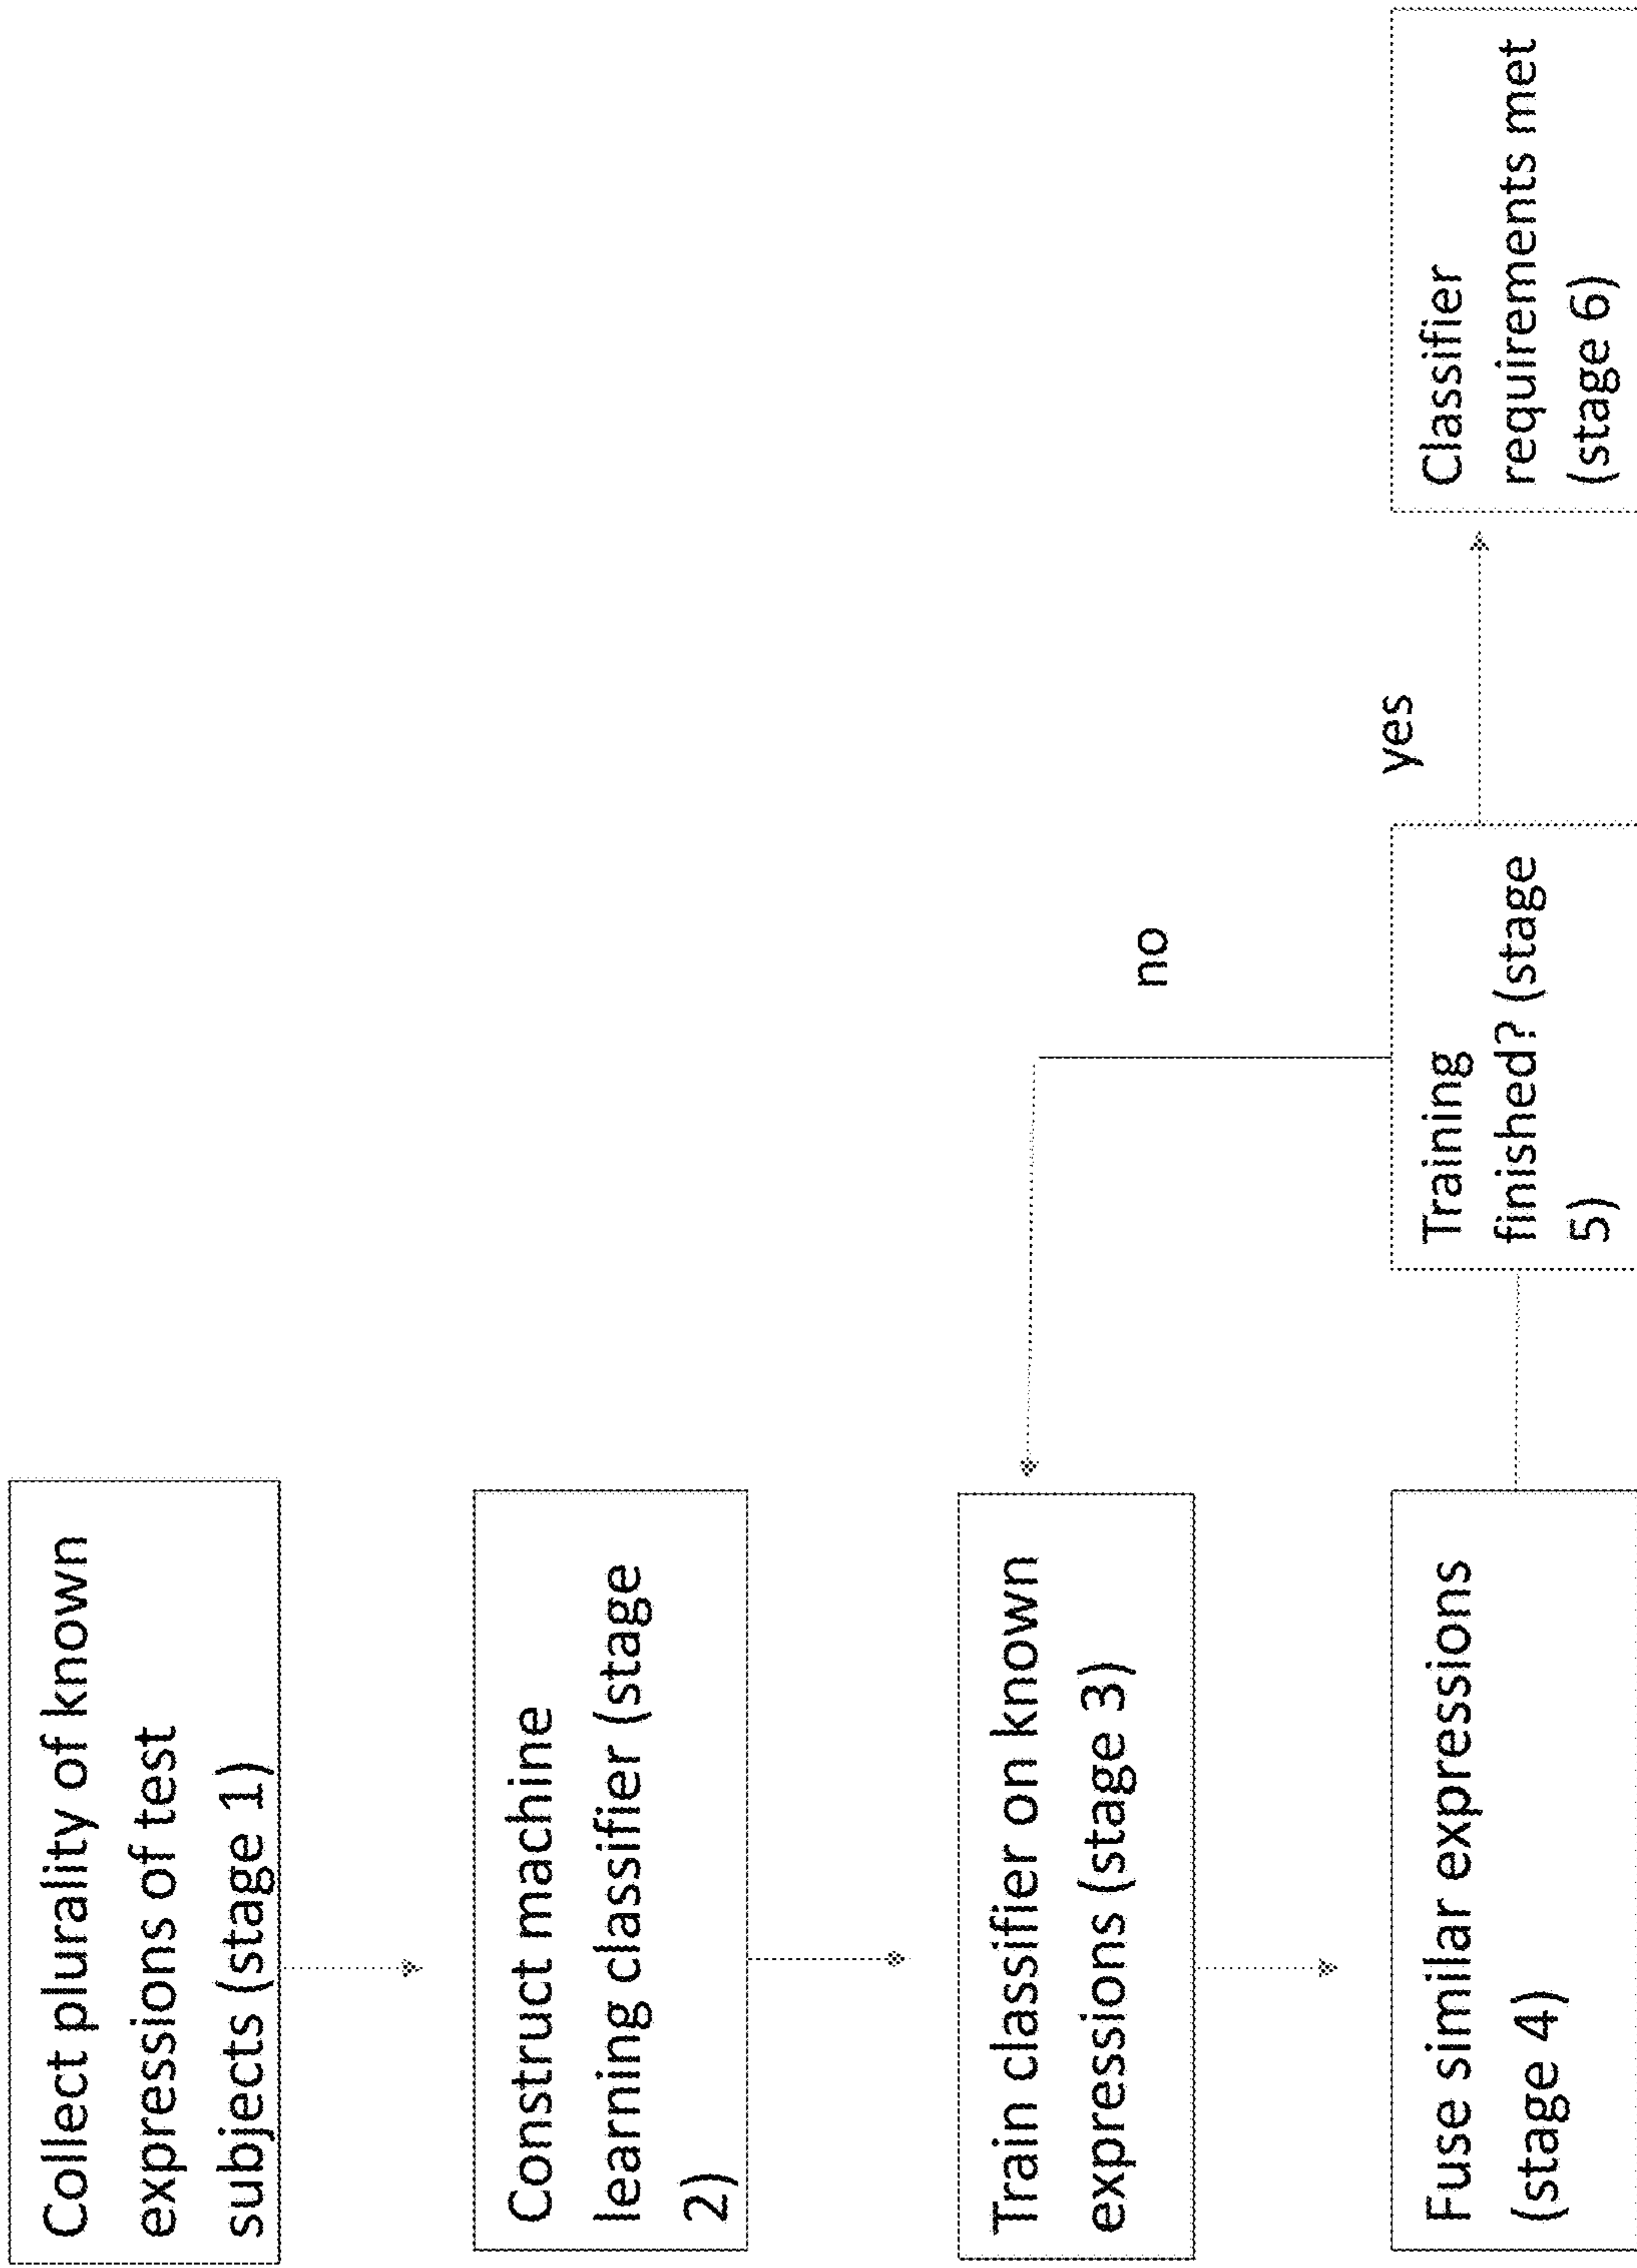 Collect plurality of known
expressions of test
subjects (stage 1)
Construct machine
learning classifier (stage
2)
Train classifier on known
expressions (stage 3)
no
Fuse similar expressions
(stage 4)
Training
finished? (stage
5)
yes
Classifier
requirements met
(stage 6)